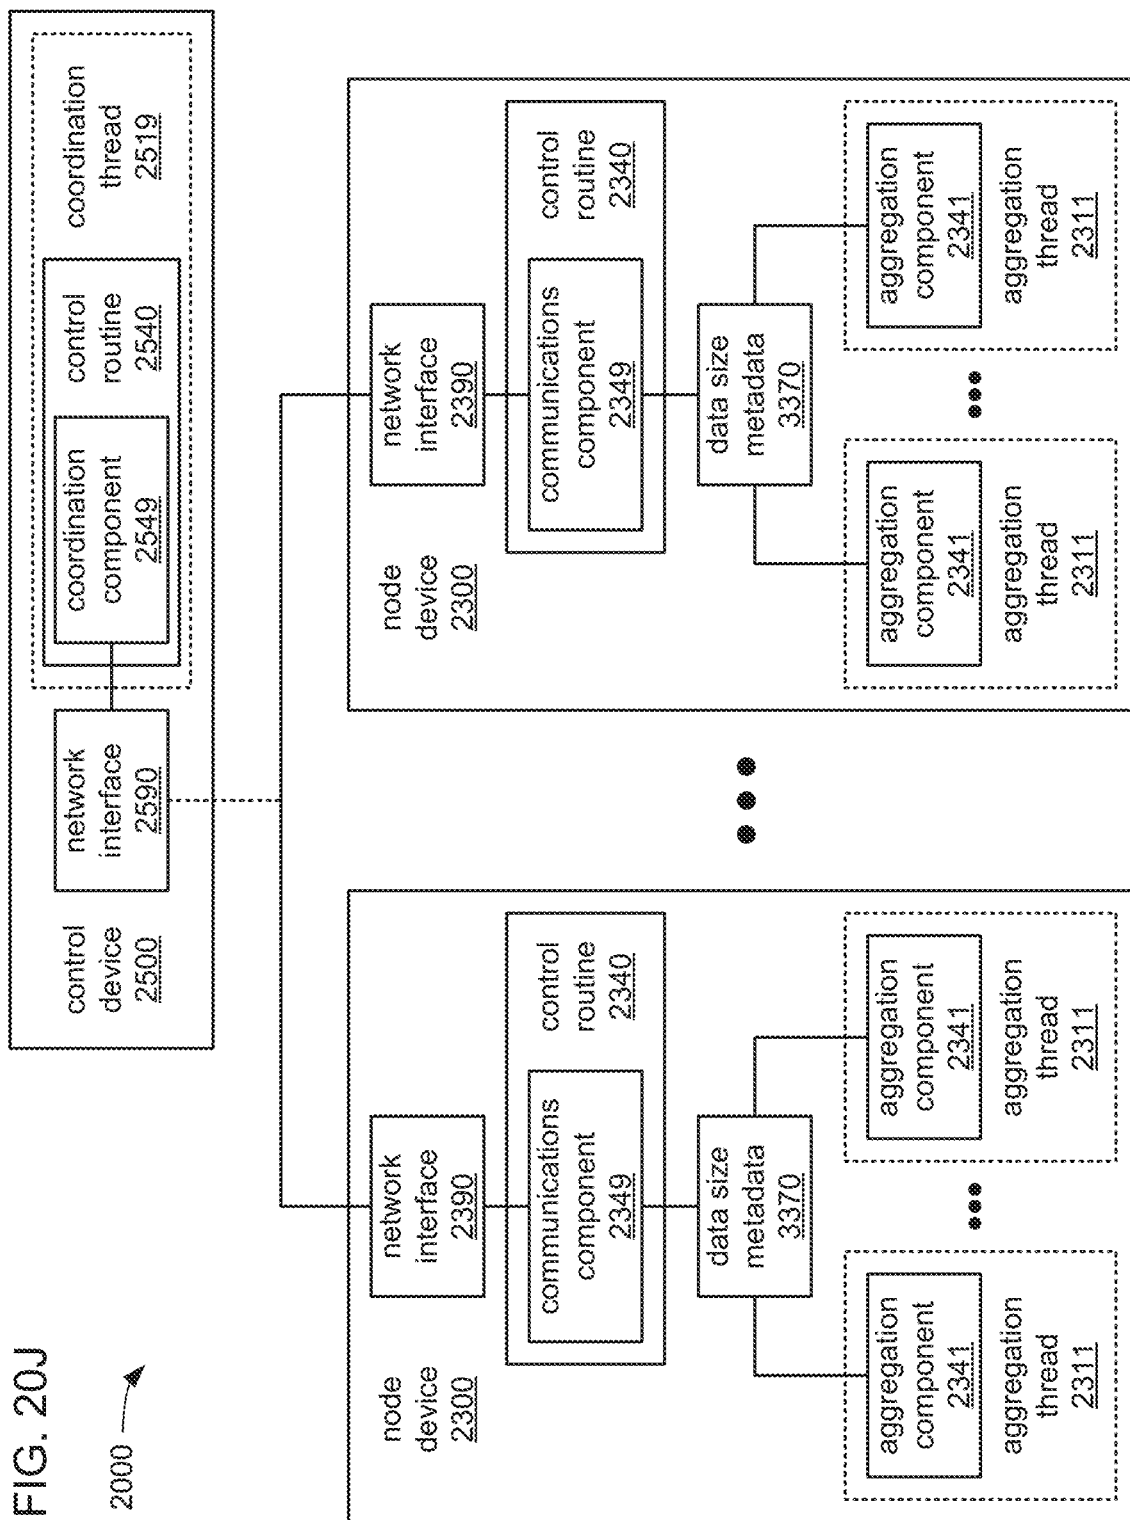 FIG. 20J
2000
control
device
2500
network
interface
2590
coordination
component
2549
control
routine
2540
coordination
thread
2519
node
device
2300
network
interface
2390
communications
component
2349
control
routine
2340
data size
metadata
3370
aggregation
component
2341
aggregation
thread
2311
aggregation
component
2341
aggregation
thread
2311
node
device
2300
network
interface
2390
communications
component
2349
control
routine
2340
data size
metadata
3370
aggregation
component
2341
aggregation
thread
2311
aggregation
component
2341
aggregation
thread
2311